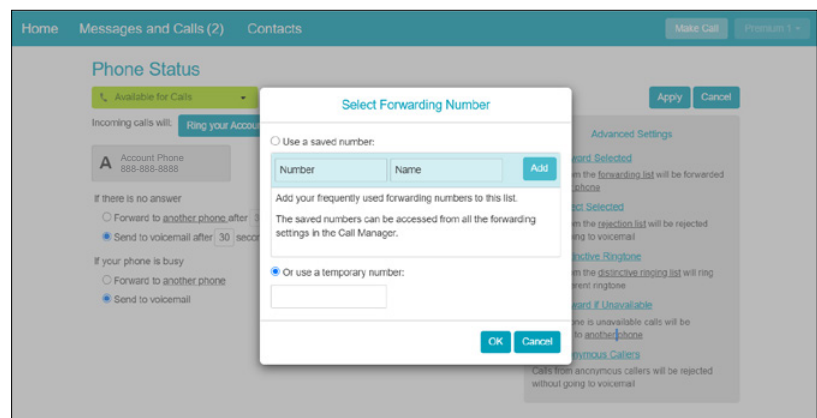 Home Messages and Calls (2) Contacts Make Call Premium 1
Phone Status
Available for Calls
Apply Cancel
Incoming calls will: Ring your Accou
A Account Phone
888-888-8888
If there is no answer
Forward to another phone after 3
Send to voicemail after 30 secon
If your phone is busy
Forward to another phone
Send to voicemail
Select Forwarding Number
Use a saved number:
Number Name Add
Add your frequently used forwarding numbers to this list.
The saved numbers can be accessed from all the forwarding
settings in the Call Manager.
Or use a temporary number:
OK Cancel
Advanced Settings
ward Selected
m the forwarding list will be forwarded
phone
ect Selected
m the rejection list will be rejected
ng to voicemail
inctive Ringtone
m the distinctive ringing list will ring
erent ringtone
ward if Unavailable
ne is unavailable calls will be
to another phone
nymous Callers
Calls from anonymous callers will be rejected
without going to voicemail